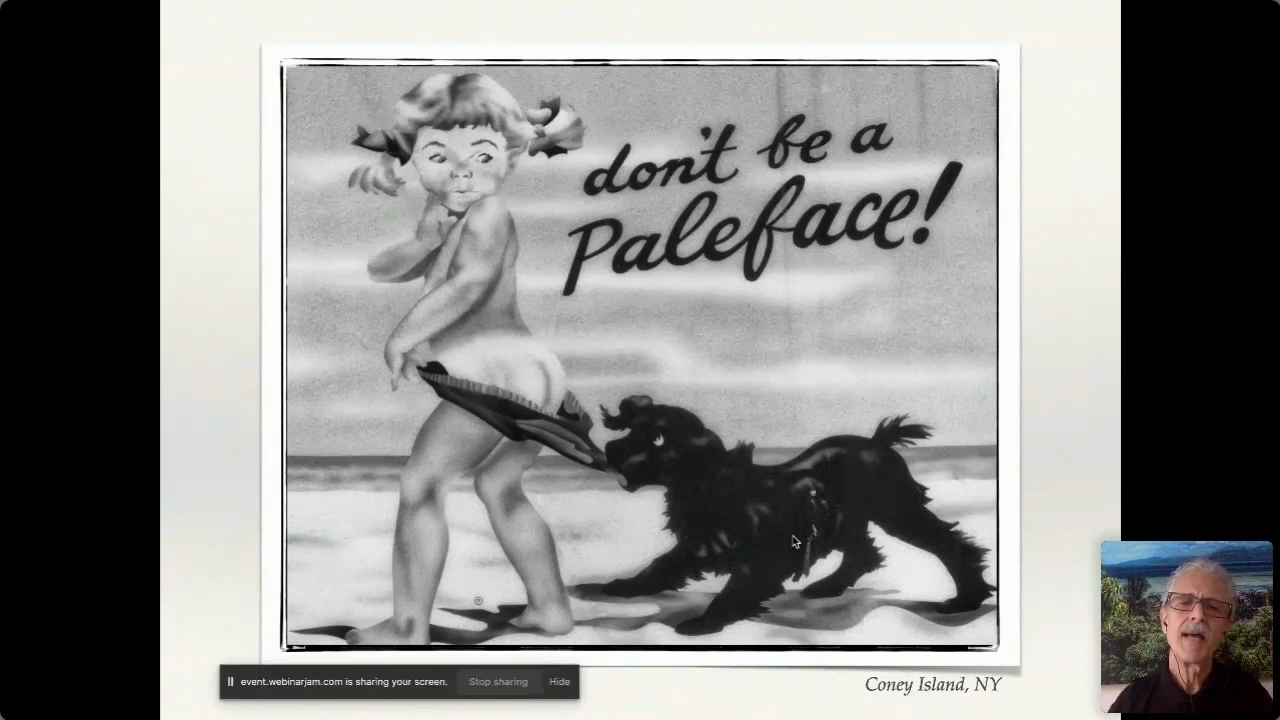 don't be a
Paleface!
®
event.webinarjam.com is sharing your screen.
Stop sharing
Hide
Coney Island, NY